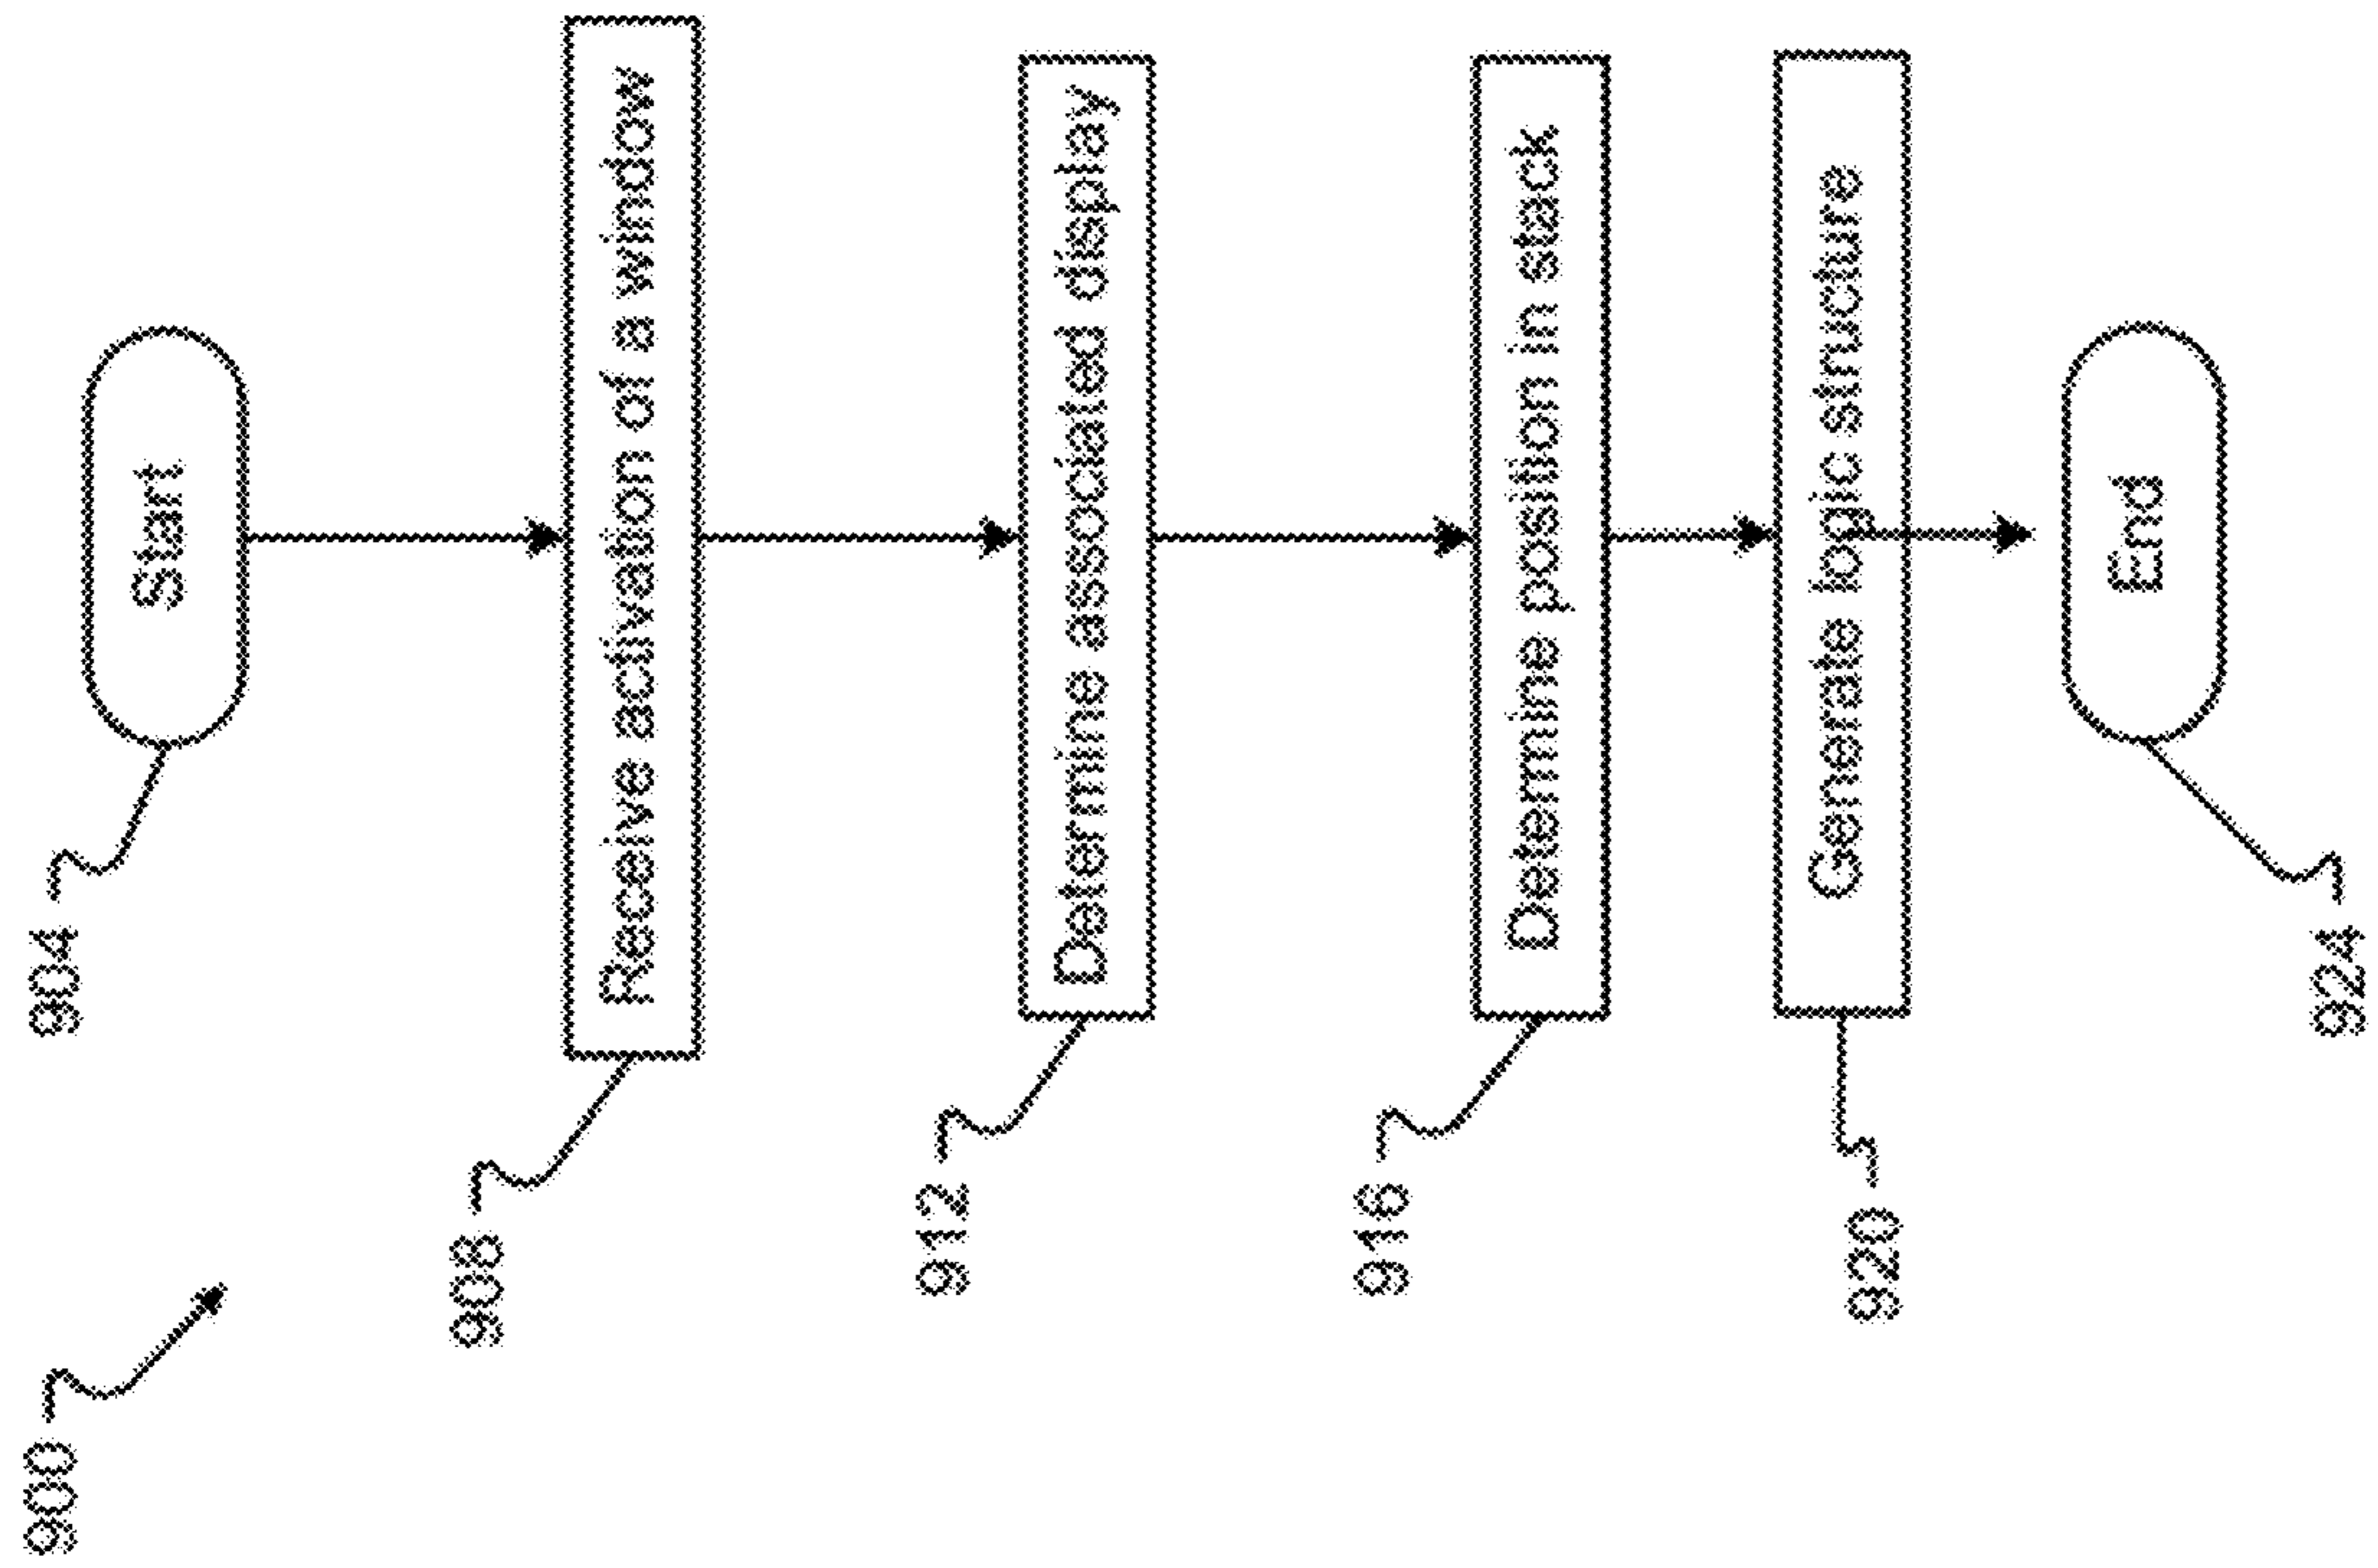 900
904
Start
908
Receive activation of a window
912
Determine associated display
916
Determine position in stack
920
Generate logic structure
924
End